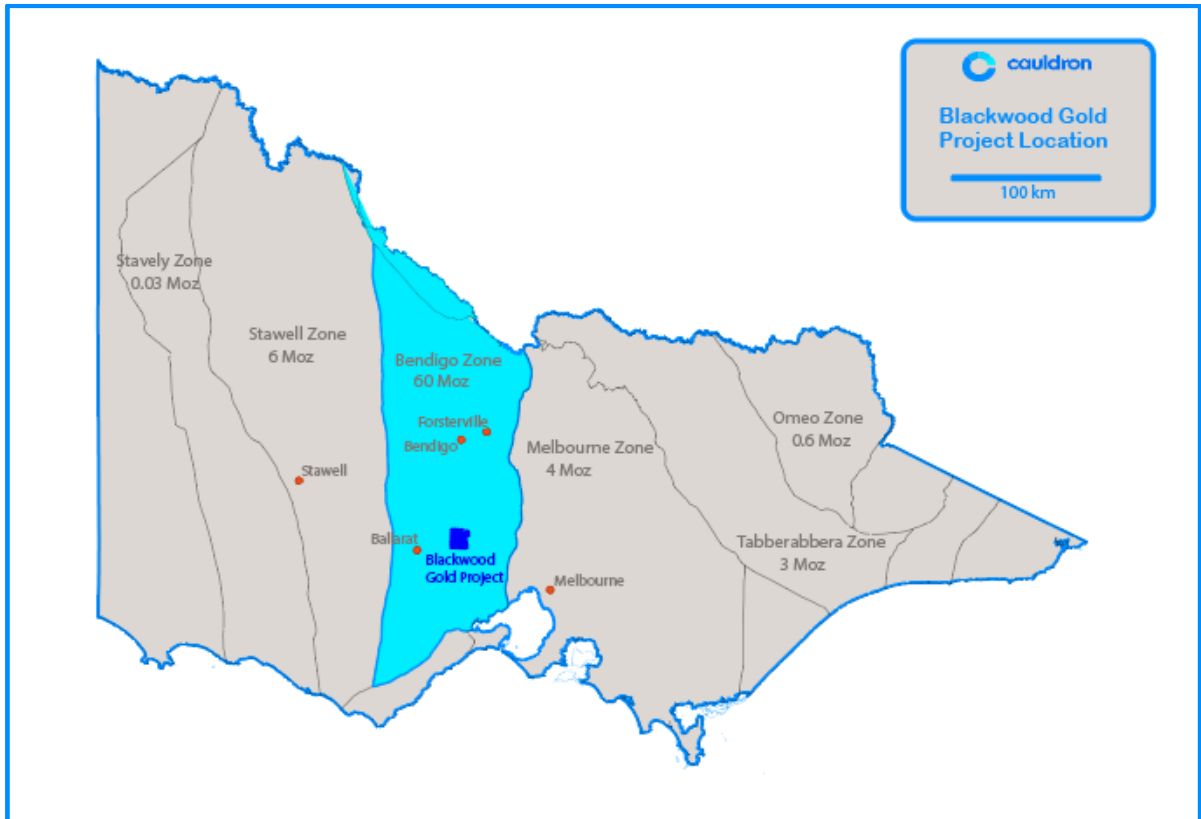 cauldron
Blackwood Gold
Project Location
100 km
Stavely Zone
0.03 Moz
Stawell Zone
6 Moz
Bendigo Zone
60 Moz
Forsterville
Bendigo
Melbourne Zone
4 Moz
Omeo Zone
0.6 Moz
Stawell
Ballarat
Blackwood
Gold Project
Tabberabbera Zone
3 Moz
Melbourne